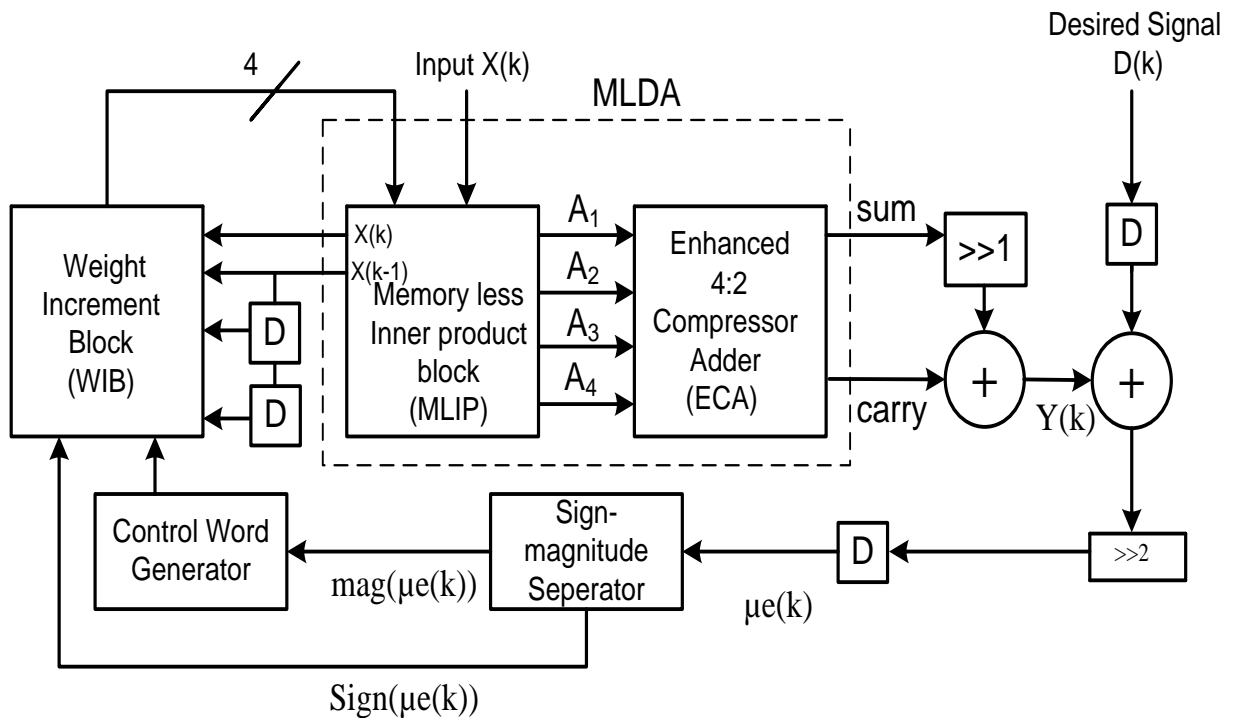 Desired Signal
D(k)
4
Input X(k)
MLDA
Weight
Increment
Block
(WIB)
X(k)
X(k-1)
D
D
Memory less
Inner product
block
(MLIP)
A1
A2
A3
A4
Enhanced
4:2
Compressor
Adder
(ECA)
sum
carry
>>1
+
Y(k)
D
+
Control Word
Generator
mag(µe(k))
Sign-
magnitude
Seperator
µe(k)
D
>>2
Sign(µe(k))